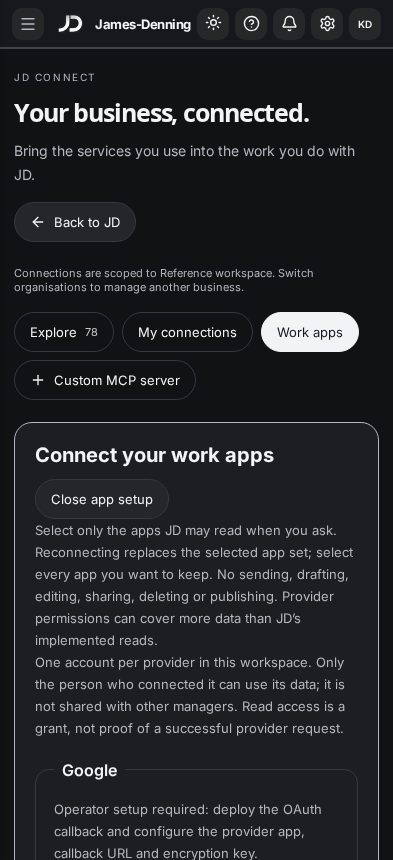 James-Denning
KD
JD CONNECT
Your business, connected.
Bring the services you use into the work you do with
JD.
Back to JD
Connections are scoped to Reference workspace. Switch
organisations to manage another business.
Explore 78
My connections
Work apps
Custom MCP server
Connect your work apps
Close app setup
Select only the apps JD may read when you ask.
Reconnecting replaces the selected app set; select
every app you want to keep. No sending, drafting,
editing, sharing, deleting or publishing. Provider
permissions can cover more data than JD’s
implemented reads.
One account per provider in this workspace. Only
the person who connected it can use its data; it is
not shared with other managers. Read access is a
grant, not proof of a successful provider request.
Google
Operator setup required: deploy the OAuth
callback and configure the provider app,
callback URL and encryption key.